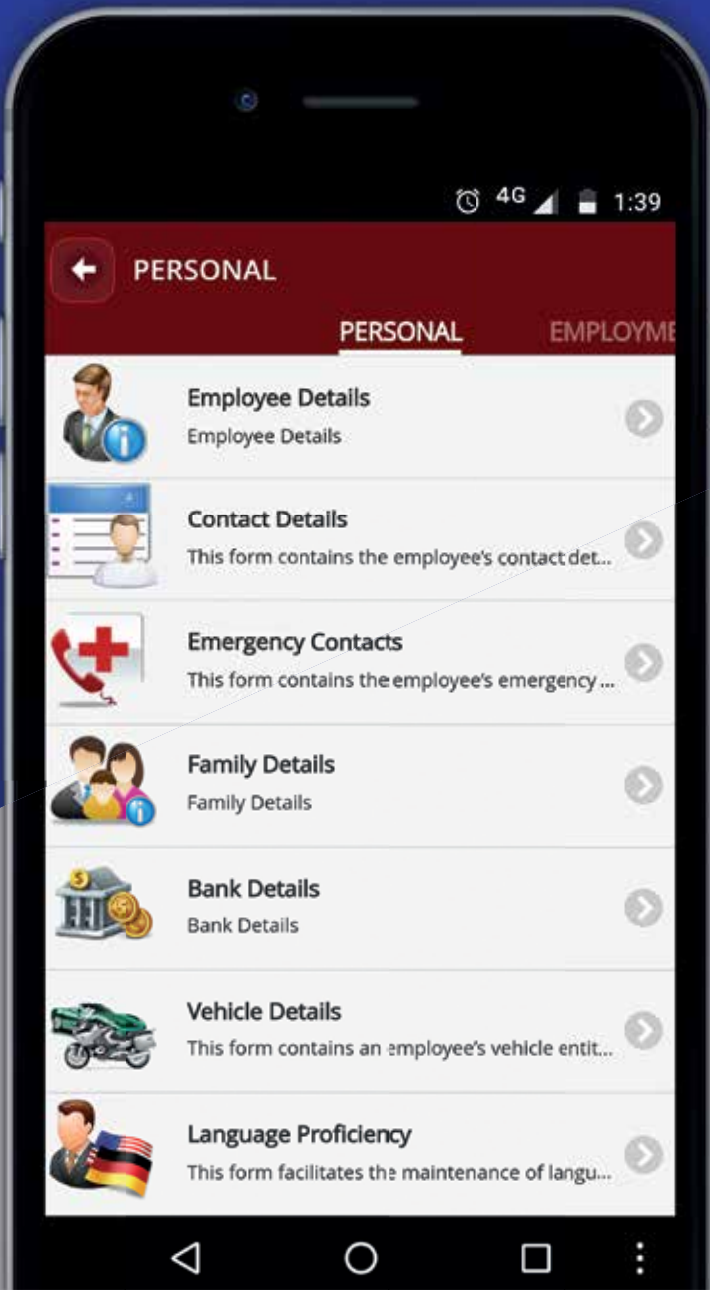 4G 1:39
PERSONAL
PERSONAL EMPLOYME
Employee Details
Employee Details
Contact Details
This form contains the employee's contact det...
Emergency Contacts
This form contains the employee's emergency ...
Family Details
Family Details
Bank Details
Bank Details
Vehicle Details
This form contains an employee's vehicle entit...
Language Proficiency
This form facilitates the maintenance of langu...